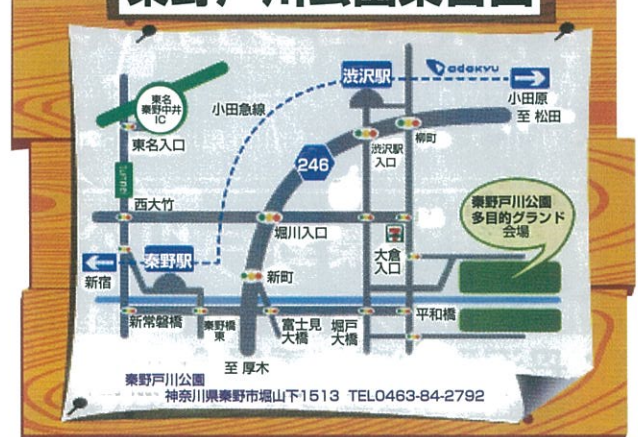 odakyu
渋沢駅
小田原
至 松田
東名
秦野中井
IC
小田急線
東名入口
柳町
渋沢駅
入口
246
西大竹
堀川入口
秦野戸川公園
多目的グランド
会場
7
大倉
入口
秦野駅
新宿
新町
新常磐橋
秦野橋
東
富士見
大橋
堀戸
大橋
平和橋
至 厚木
秦野戸川公園
神奈川県秦野市堀山下1513 TEL0463-84-2792